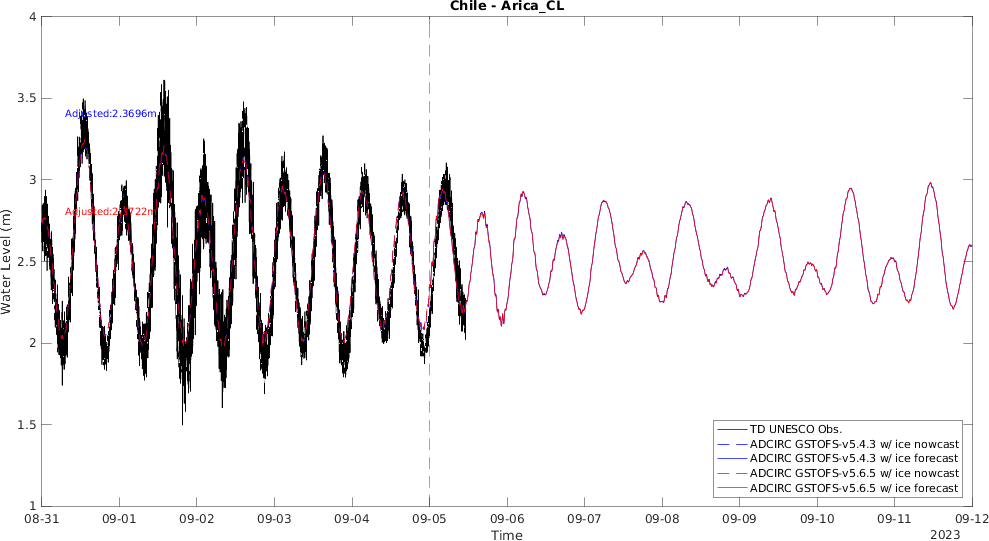 Chile - Arica_CL
4
3.5
3
2.5
2
1.5
1
Water Level (m)
Adjusted:2.3696m
08-31
09-01
09-02
09-03
09-04
09-05
09-06
09-07
09-08
09-09
09-10
09-11
09-12
Time
2023
TD UNESCO Obs.
ADCIRC GSTOFS-v5.4.3 w/ ice nowcast
ADCIRC GSTOFS-v5.4.3 w/ ice forecast
ADCIRC GSTOFS-v5.6.5 w/ ice nowcast
ADCIRC GSTOFS-v5.6.5 w/ ice forecast